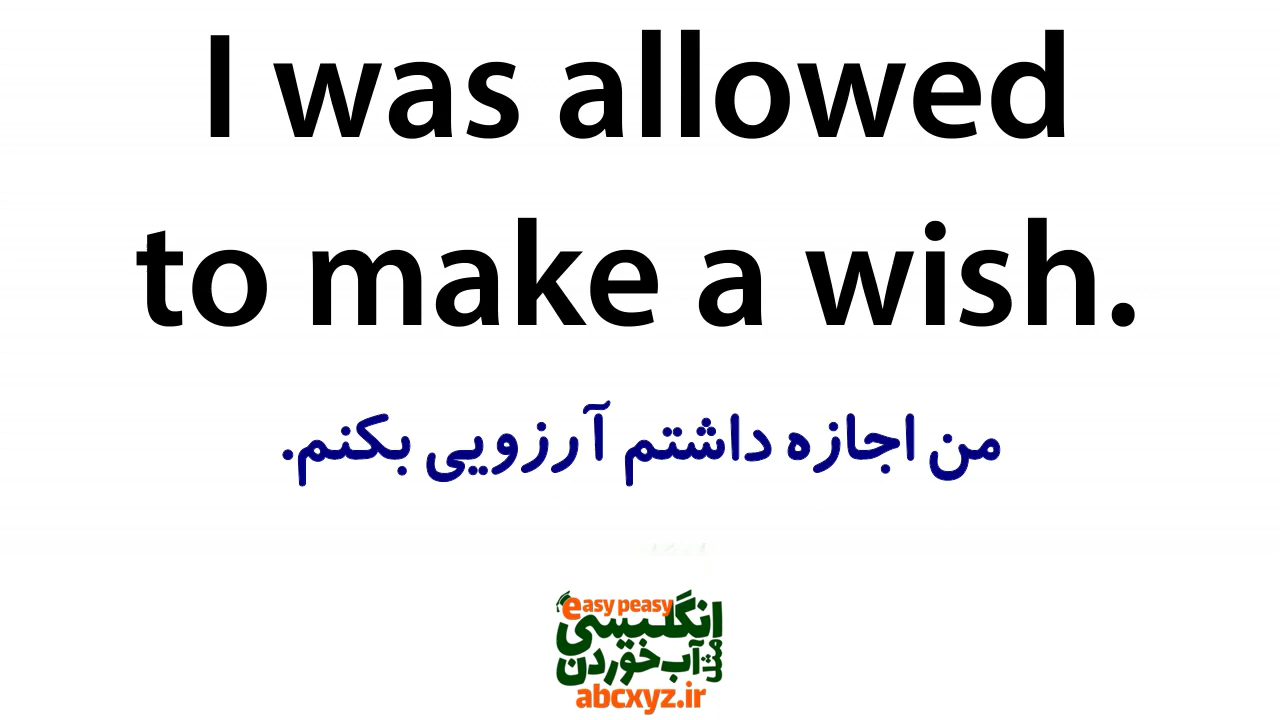 I was allowed
to make a wish.
من اجازه داشتم آرزویی بکنم.
easy peasy
انگلیسی
مثل آب خوردن
abcxyz.ir